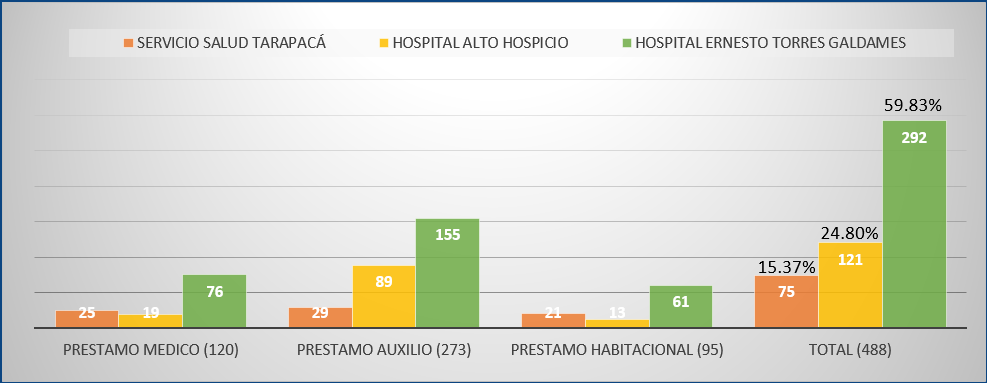 SERVICIO SALUD TARAPACÁ HOSPITAL ALTO HOSPICIO HOSPITAL ERNESTO TORRES GALDAMES
59.83%
292
24.80%
155 15.37% 121
76 89 75
25 19 29 21 13 61
PRESTAMO MEDICO (120) PRESTAMO AUXILIO (273) PRESTAMO HABITACIONAL (95) TOTAL (488)